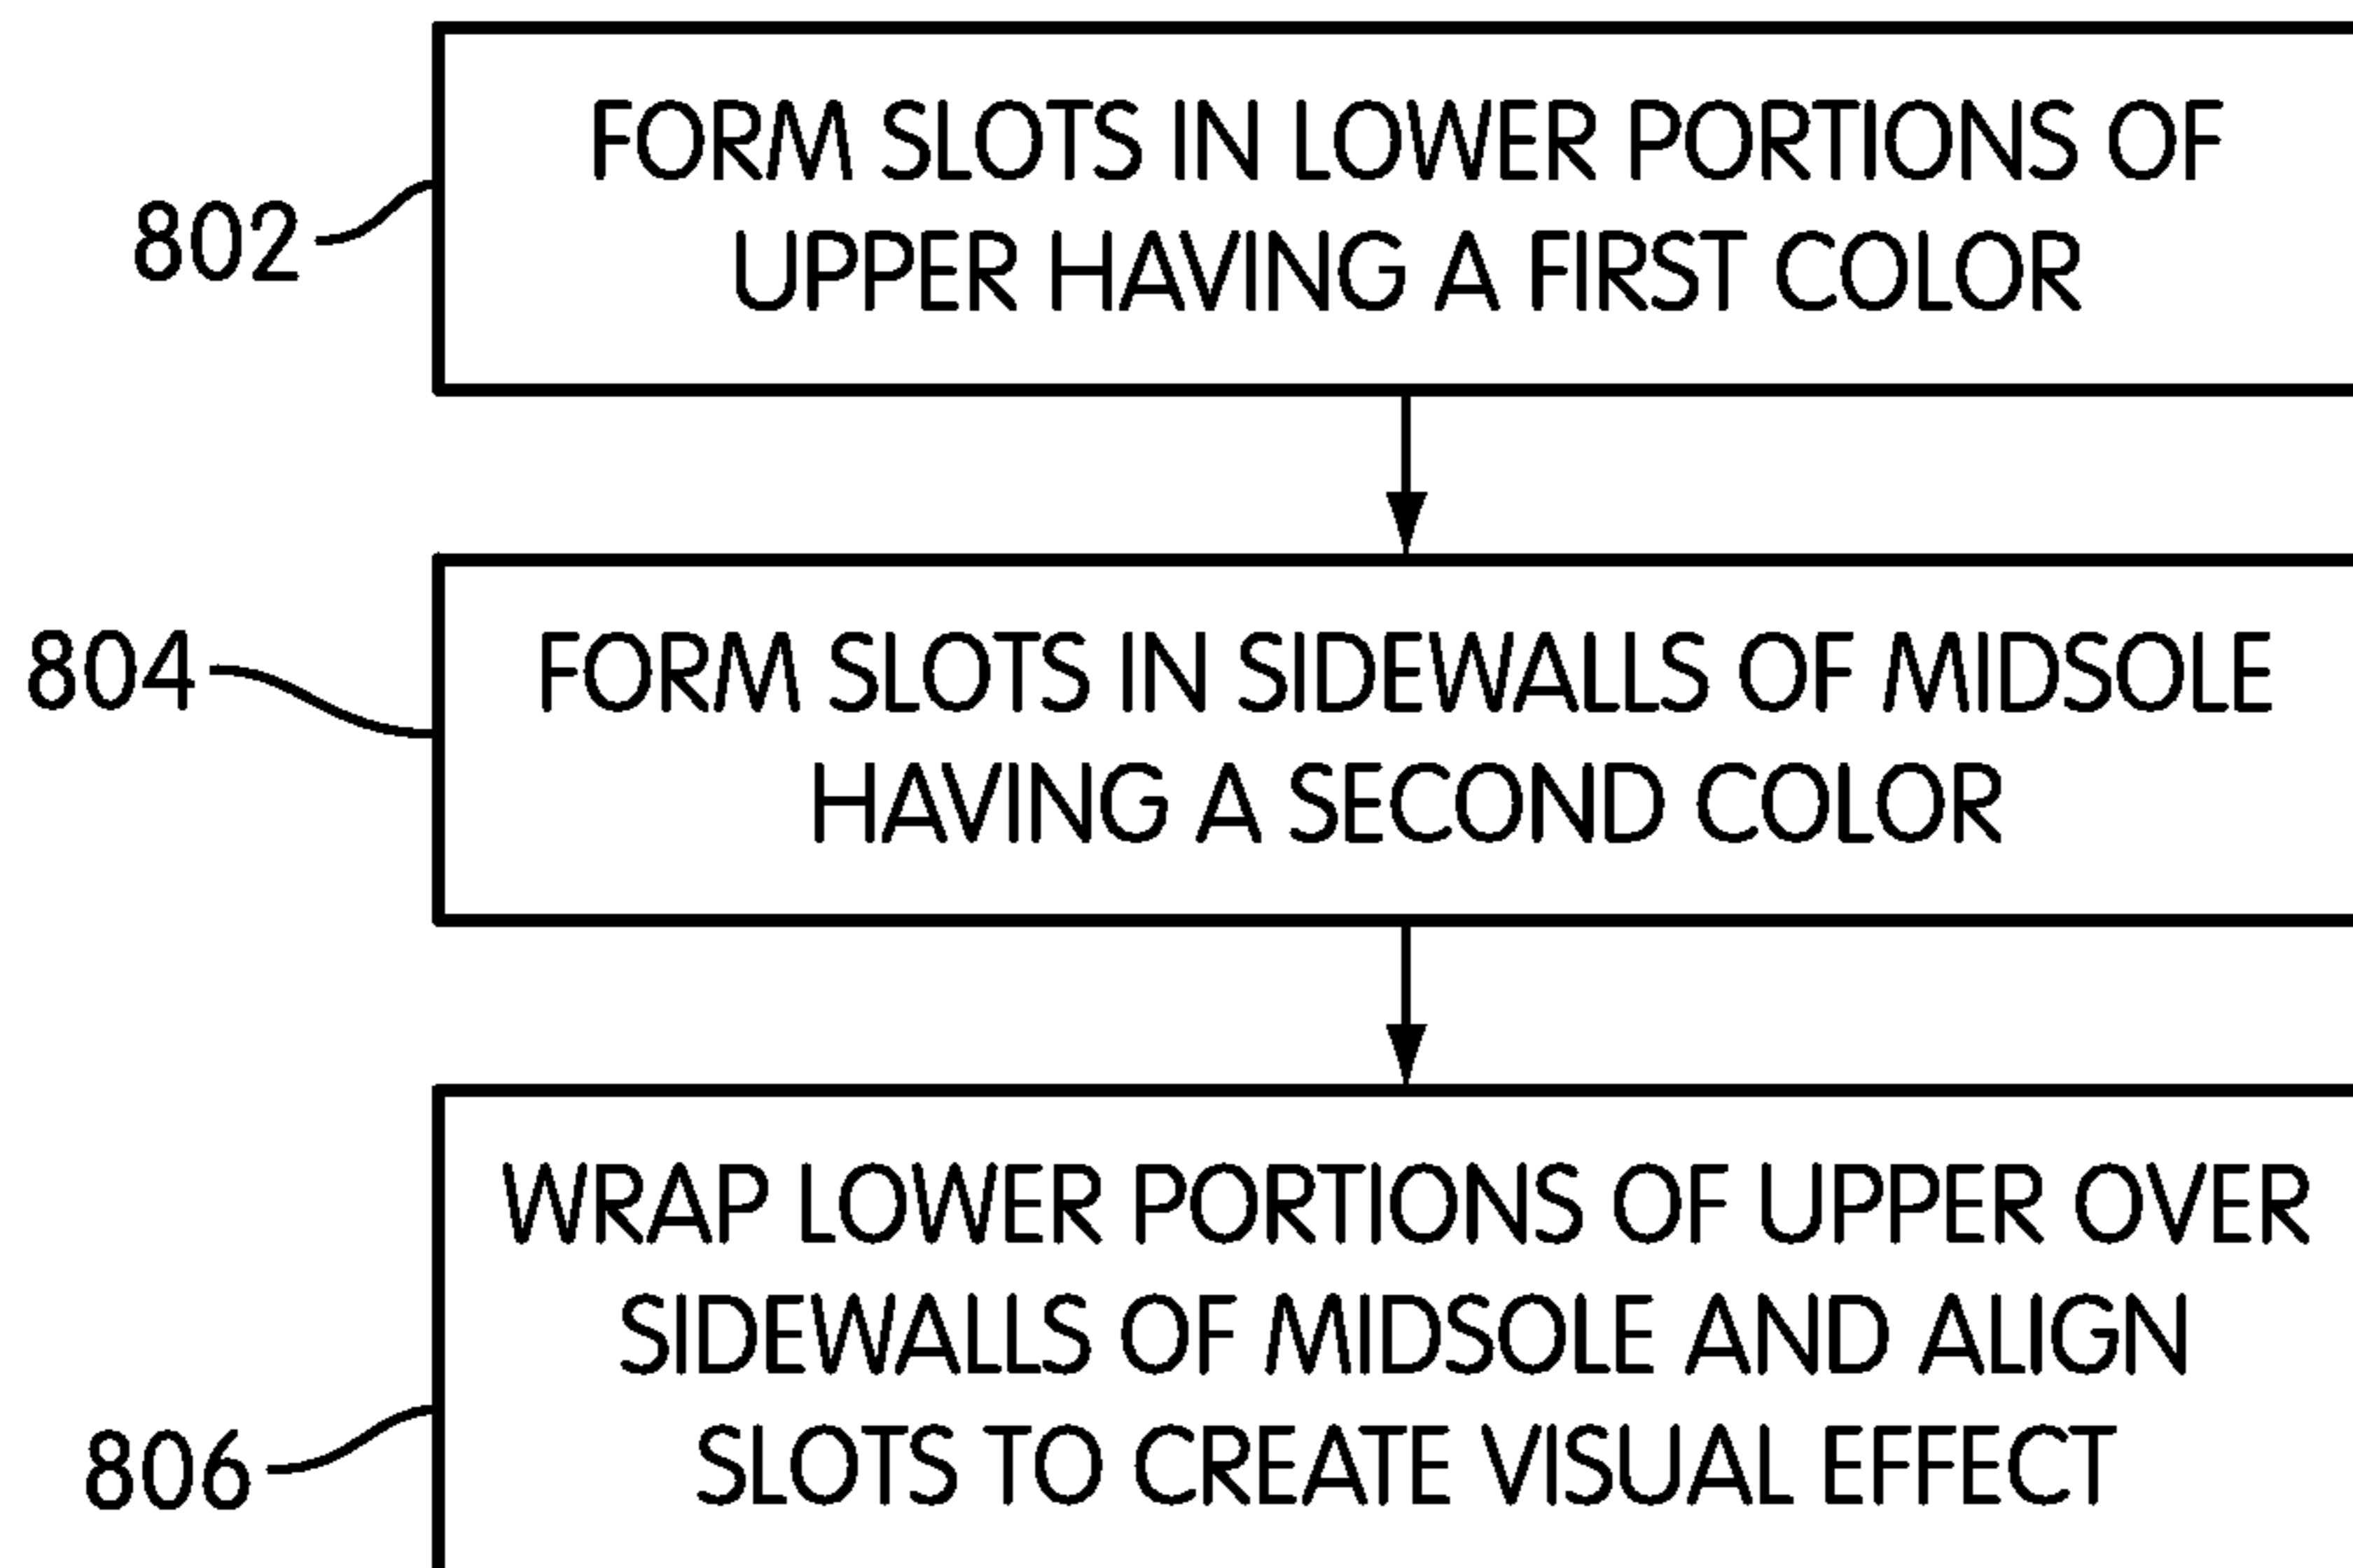 FORM SLOTS IN LOWER PORTIONS OF
UPPER HAVING A FIRST COLOR
802
804
FORM SLOTS IN SIDEWALLS OF MIDSOLE
HAVING A SECOND COLOR
WRAP LOWER PORTIONS OF UPPER OVER
SIDEWALLS OF MIDSOLE AND ALIGN
SLOTS TO CREATE VISUAL EFFECT
806